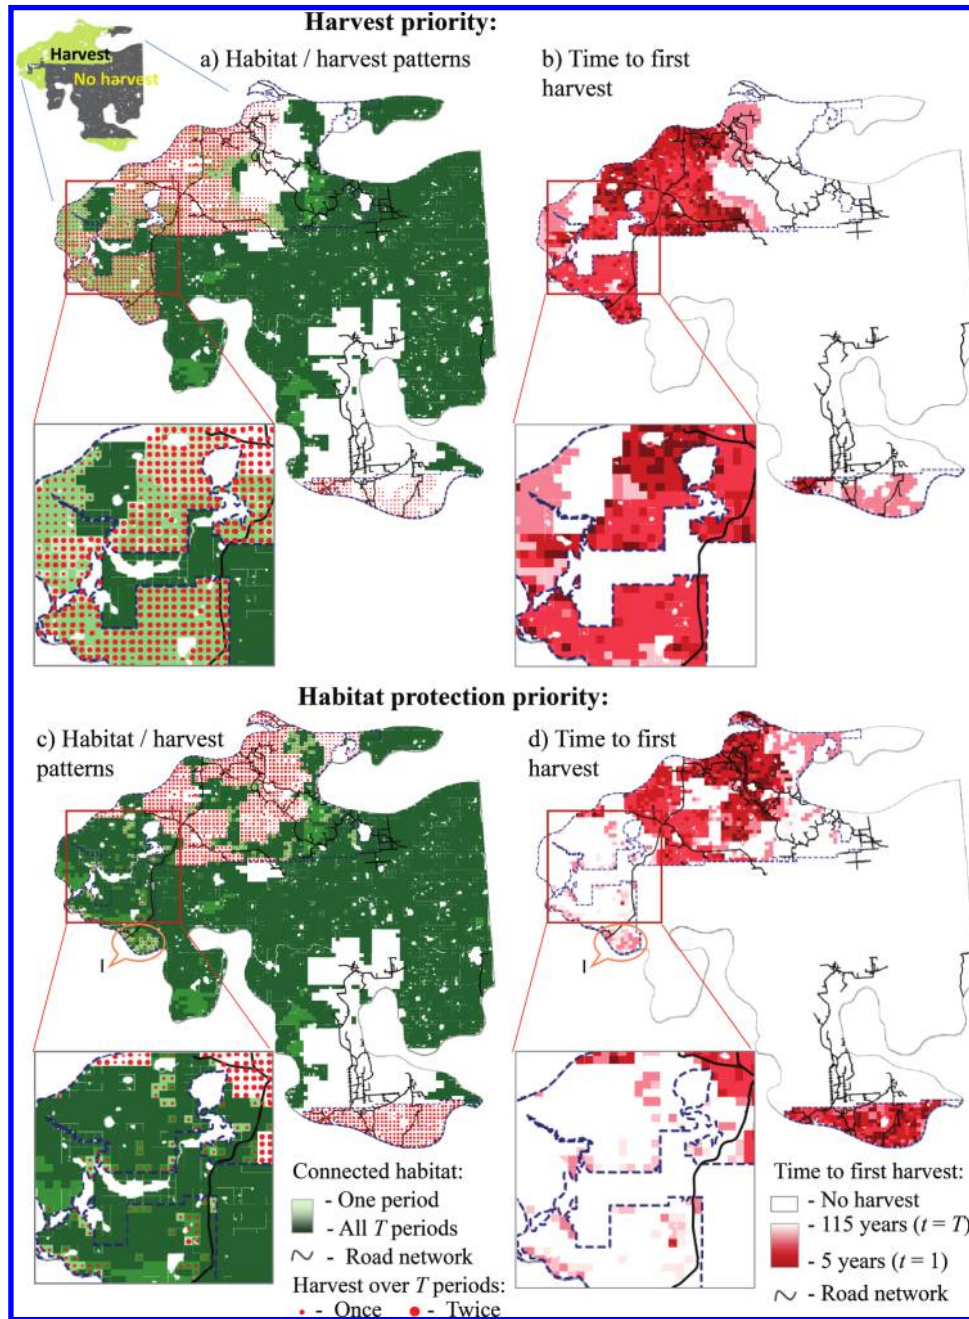 Harvest priority:
Harvest
No harvest
a) Habitat / harvest patterns
b) Time to first
harvest
Habitat protection priority:
c) Habitat / harvest
patterns
d) Time to first
harvest
I
I
Connected habitat:
- One period
- All T periods
- Road network
Harvest over T periods:
- Once
- Twice
Time to first harvest:
- No harvest
- 115 years (t = T)
- 5 years (t = 1)
- Road network